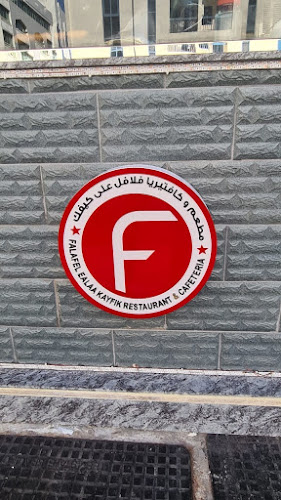 مطعم و كافتيريا فلافل على كيفك
F
FALAFEL EALAA KAYFIK RESTAURANT & CAFETERIA